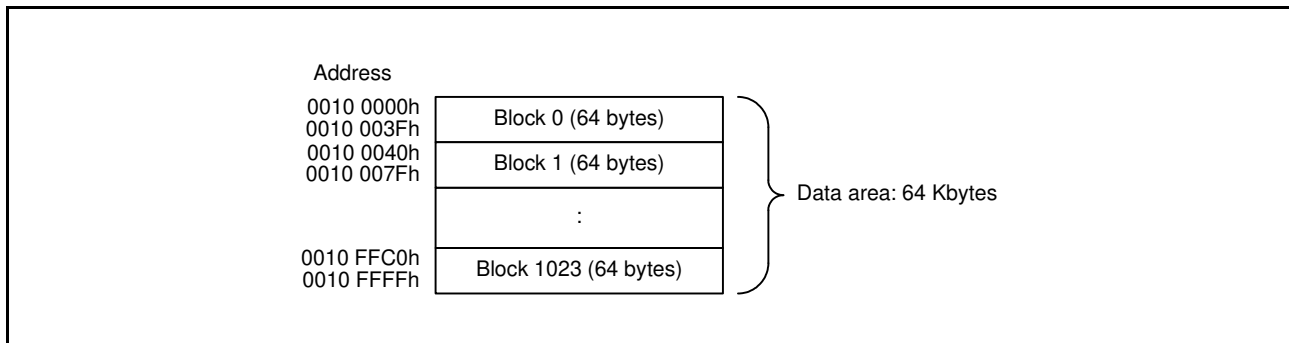 Address
0010 0000h
0010 003Fh
Block 0 (64 bytes)
0010 0040h
0010 007Fh
Block 1 (64 bytes)
:
Data area: 64 Kbytes
0010 FFC0h
0010 FFFFh
Block 1023 (64 bytes)